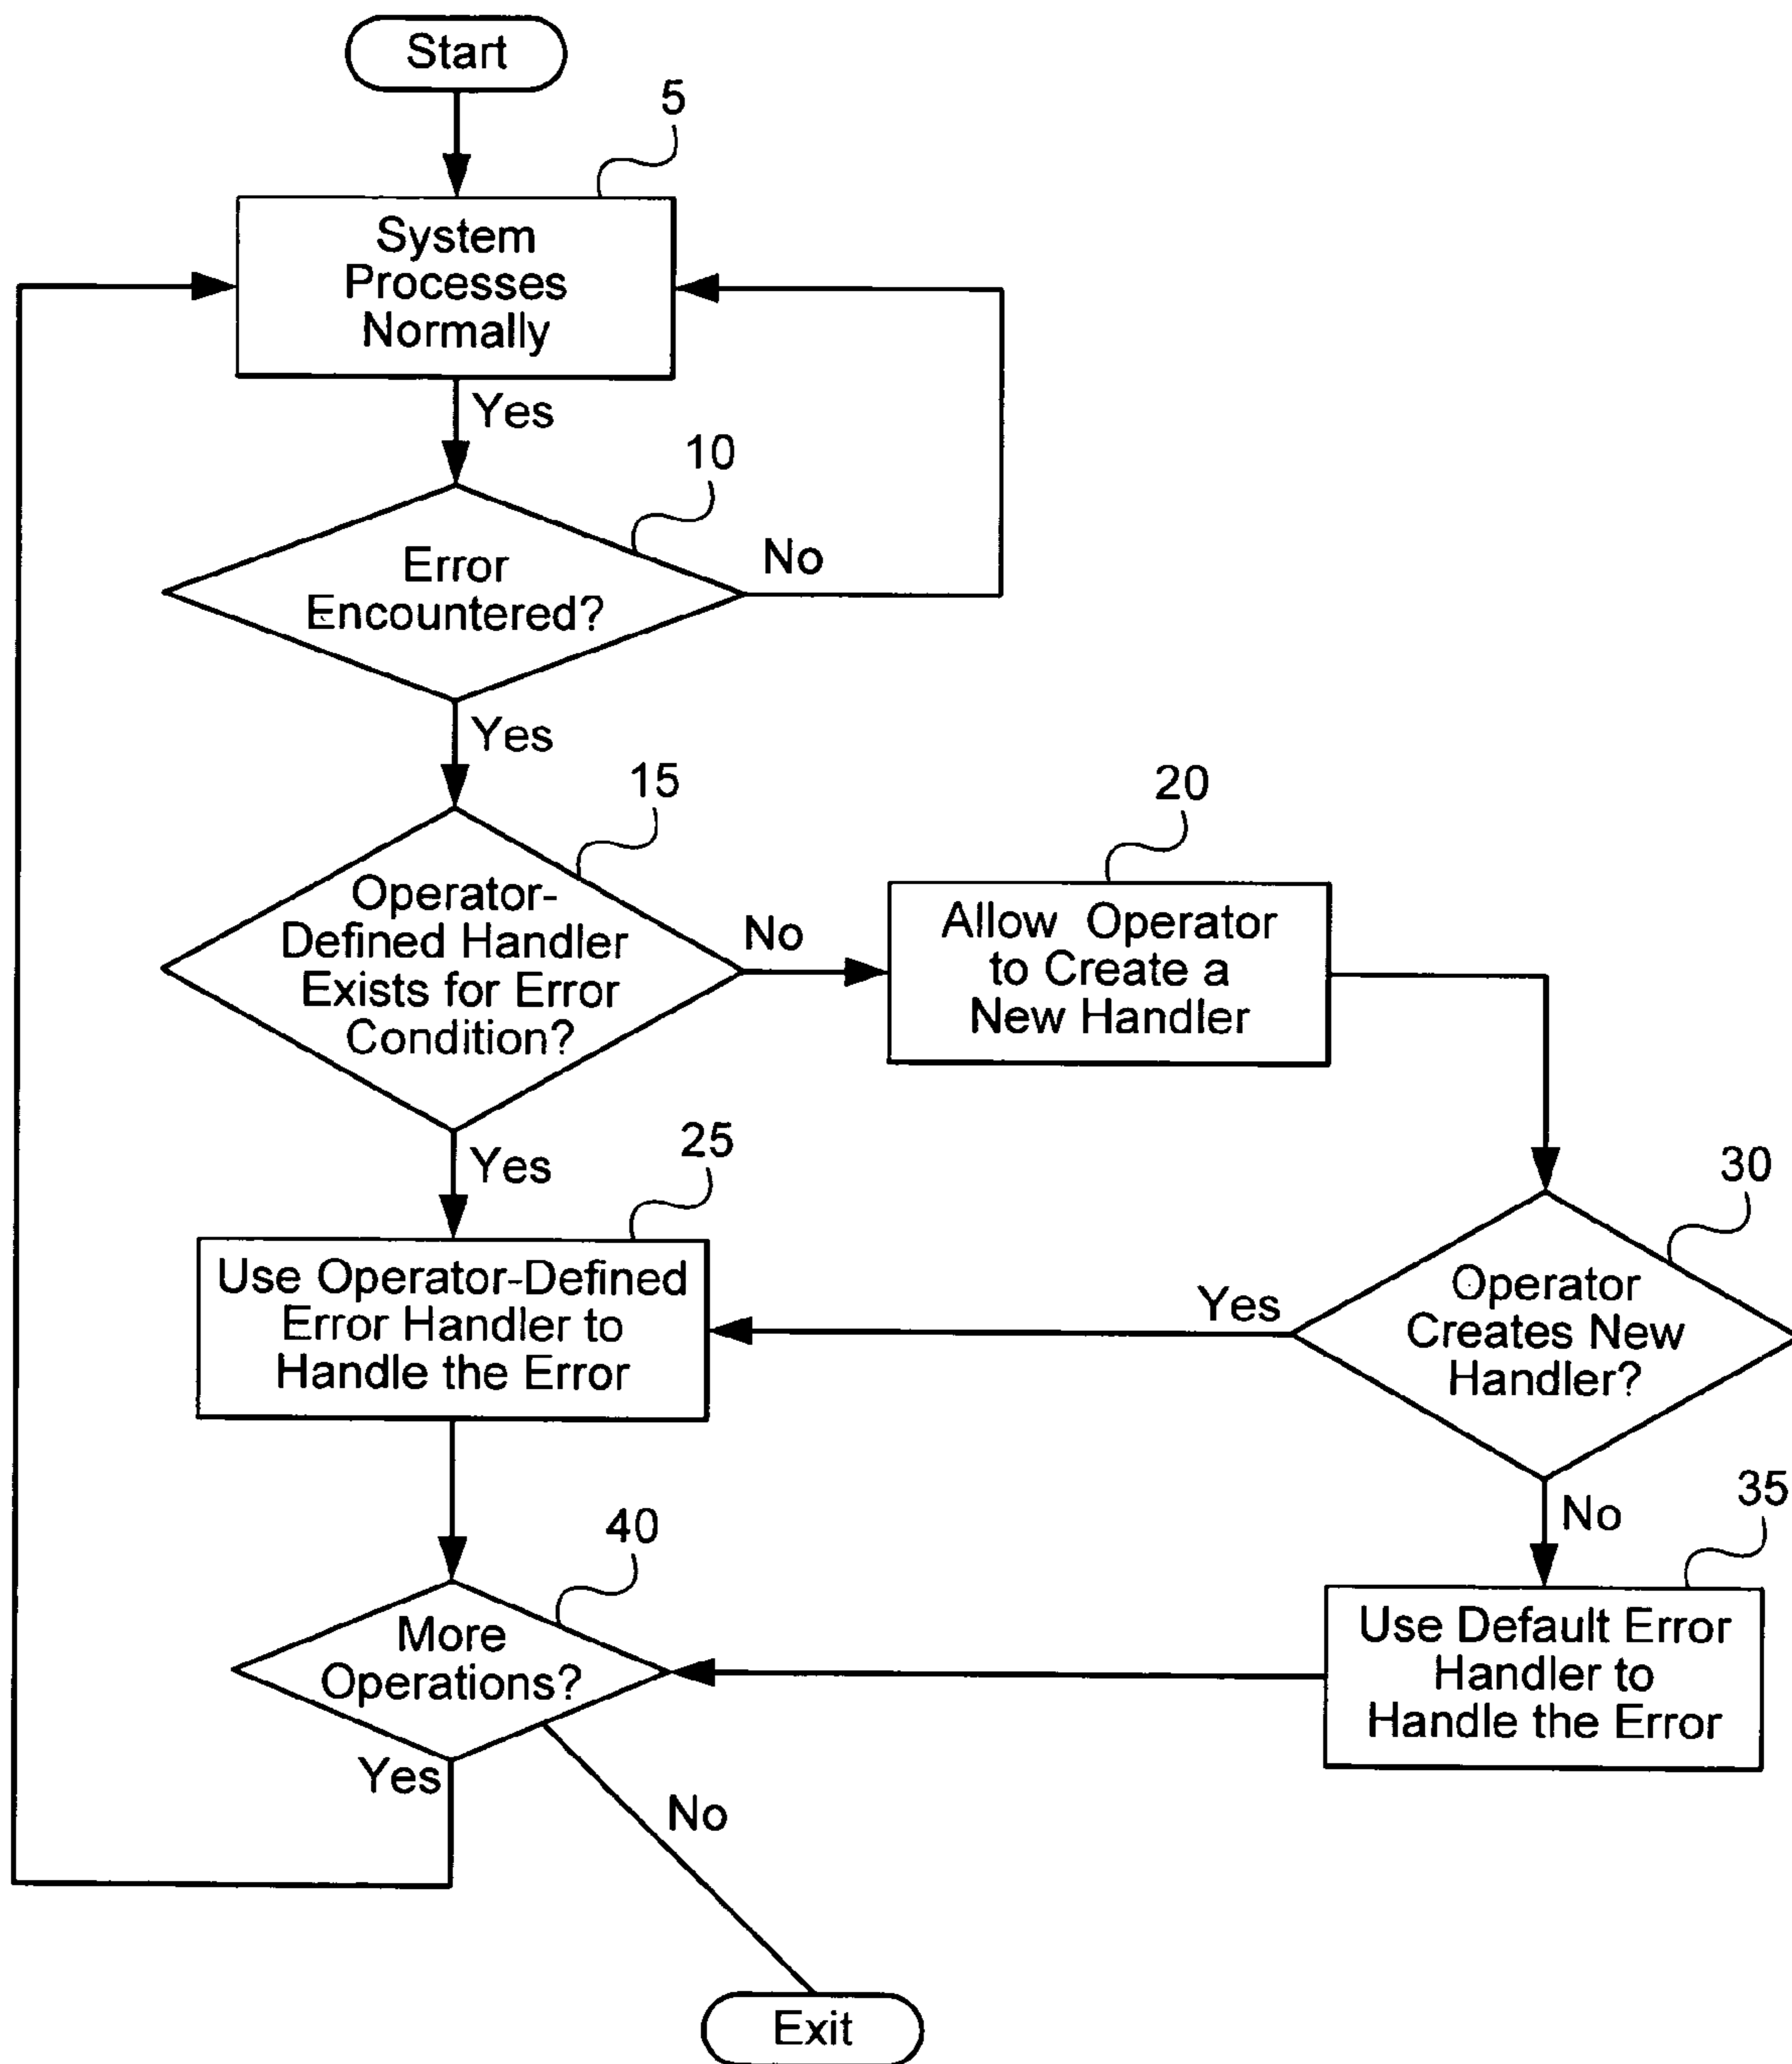 Start
5
System
Processes
Normally
Yes
10
Error
Encountered?
No
Yes
15
Operator-
Defined Handler
Exists for Error
Condition?
No
20
Allow Operator
to Create a
New Handler
Yes
25
Use Operator-Defined
Error Handler to
Handle the Error
30
Operator
Creates New
Handler?
Yes
No
35
Use Default Error
Handler to
Handle the Error
40
More
Operations?
Yes
No
Exit